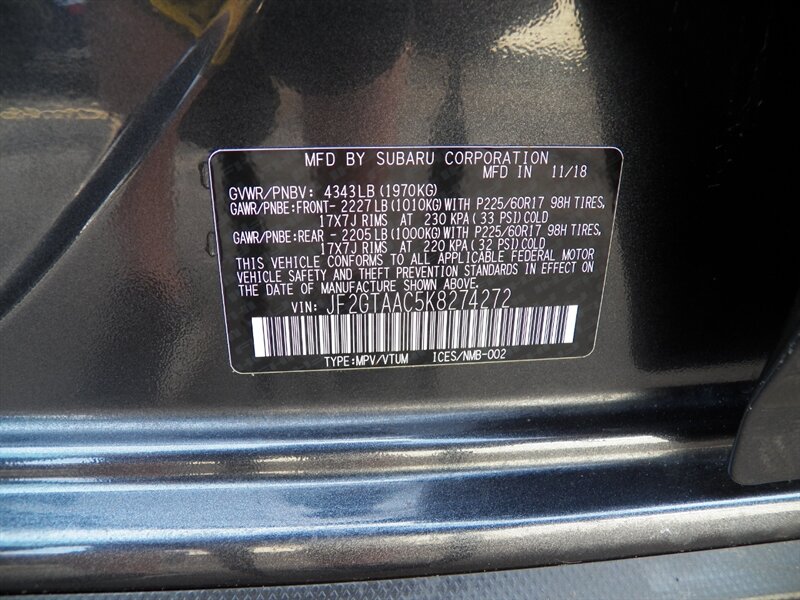 MFD BY SUBARU CORPORATION
MFD IN 11/18
GVWR/PNBV: 4343LB(1970KG)
GAWR/PNBE:FRONT- 2227LB(1010KG)WITH P225/60R17 98H TIRES,
17X7J RIMS AT 230 KPA(33 PSI)COLD
GAWR/PNBE:REAR - 2205LB(1000KG)WITH P225/60R17 98H TIRES,
17X7J RIMS AT 220 KPA(32 PSI)COLD
THIS VEHICLE CONFORMS TO ALL APPLICABLE FEDERAL MOTOR
VEHICLE SAFETY AND THEFT PREVENTION STANDARDS IN EFFECT ON
THE DATE OF MANUFACTURE SHOWN ABOVE.
VIN: JF2GTAAC5K8274272
TYPE:MPV/VTUM ICES/NMB-002